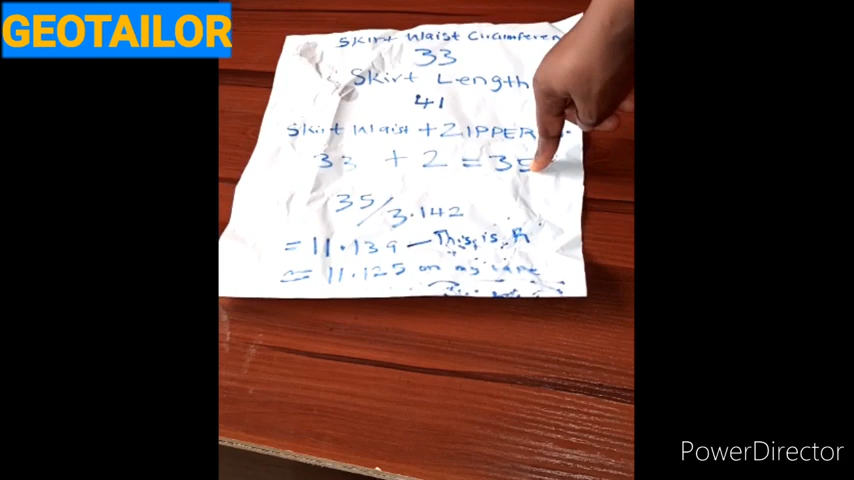 GEOTAILOR
Skirt Waist Circumferen
33
Skirt Length
41
Skirt Waist + ZIPPER
33 + 2 = 35
35/3.142
= 11.139 — This is R
≈ 11.125 on my tape
PowerDirector